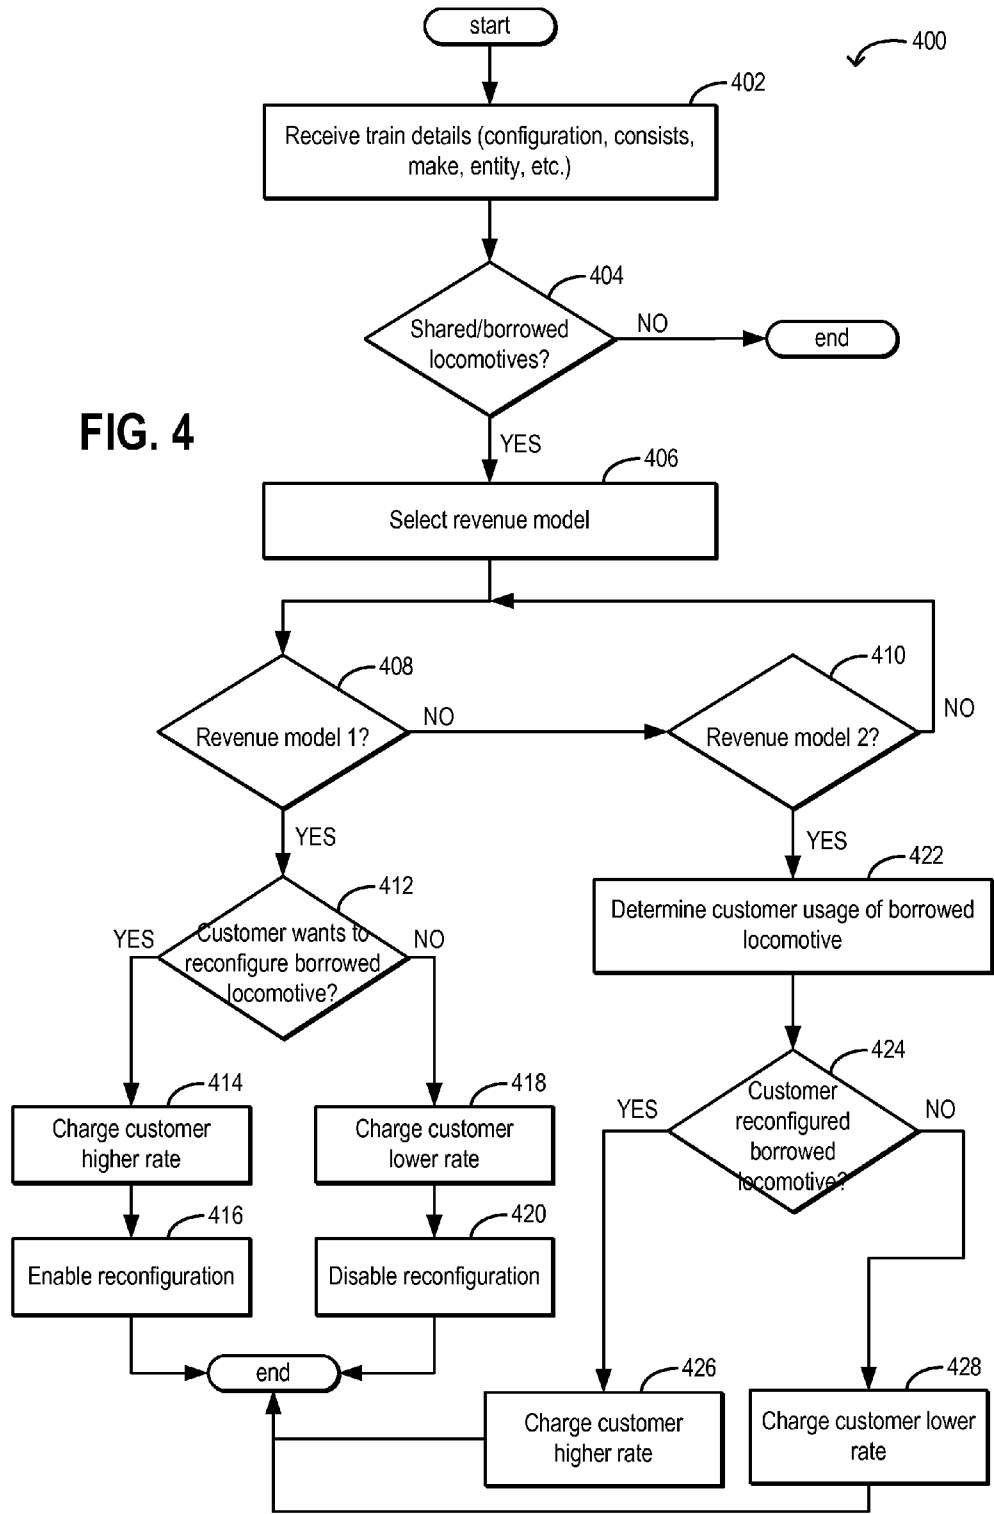 start
400
402
Receive train details (configuration, consists,
make, entity, etc.)
404
Shared/borrowed
locomotives?
NO
end
FIG. 4
YES
406
Select revenue model
408
Revenue model 1?
NO
410
Revenue model 2?
NO
YES
YES
412
Customer wants to
reconfigure borrowed
locomotive?
YES
NO
422
Determine customer usage of borrowed
locomotive
424
Customer
reconfigured
borrowed
locomotive?
YES
NO
414
Charge customer
higher rate
418
Charge customer
lower rate
416
Enable reconfiguration
420
Disable reconfiguration
end
426
Charge customer
higher rate
428
Charge customer lower
rate